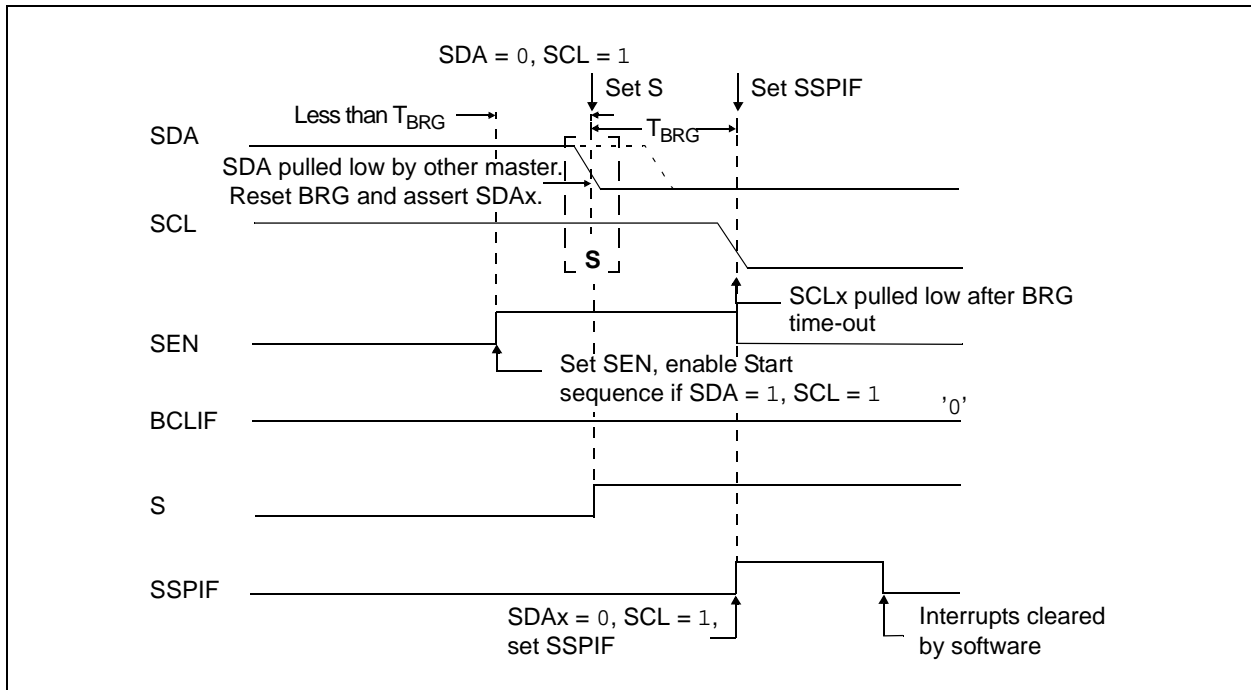 SDA = 0, SCL = 1
Set S
Set SSPIF
Less than TBRG
TBRG
SDA
SDA pulled low by other master.
Reset BRG and assert SDAx.
SCL
S
SCLx pulled low after BRG
time-out
SEN
Set SEN, enable Start
sequence if SDA = 1, SCL = 1
'0'
BCLIF
S
SSPIF
SDAx = 0, SCL = 1,
set SSPIF
Interrupts cleared
by software